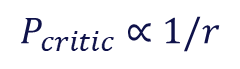 P_critic ∝ 1/r